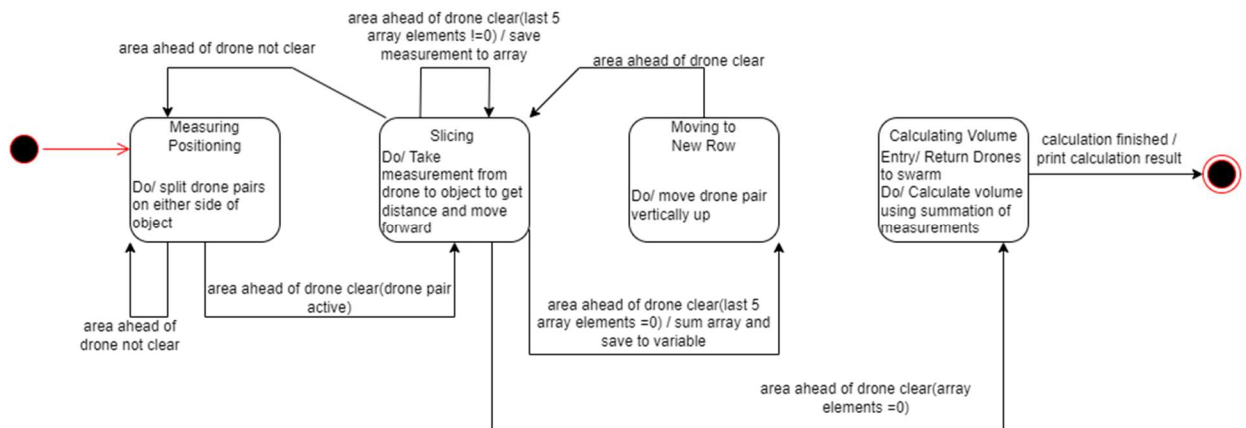 area ahead of drone not clear
area ahead of drone clear(last 5
array elements !=0) / save
measurement to array
area ahead of drone clear
Measuring
Positioning
Do/ split drone pairs
on either side of
object
Slicing
Do/ Take
measurement from
drone to object to get
distance and move
forward
Moving to
New Row
Do/ move drone pair
vertically up
Calculating Volume
Entry/ Return Drones
to swarm
Do/ Calculate volume
using summation of
measurements
calculation finished /
print calculation result
area ahead of
drone not clear
area ahead of drone clear(drone pair
active)
area ahead of drone clear(last 5
array elements =0) / sum array and
save to variable
area ahead of drone clear(array
elements =0)